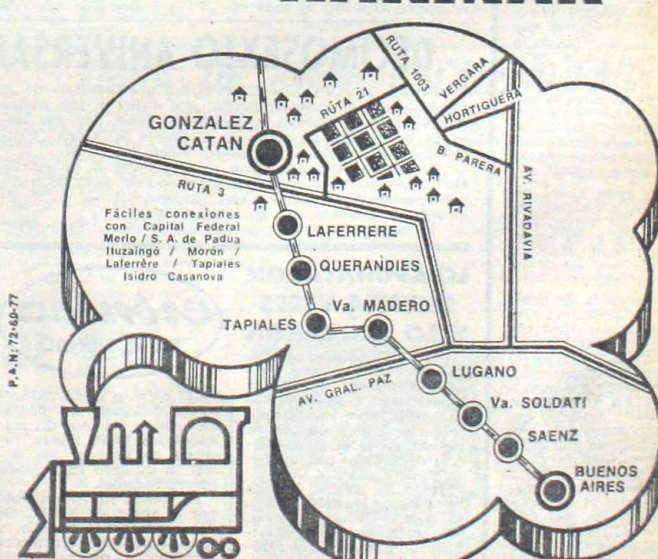 RUTA 1003
VERGARA
HORTIGUERA
RUTA 21
B. PARERA
GONZALEZ
CATAN
RUTA 3
AV. RIVADAVIA
Fáciles conexiones
con Capital Federal
Merlo / S. A. de Padua
Ituzaingó / Morón /
Laferrère / Tapiales
Isidro Casanova
LAFERRERE
QUERANDIES
Va. MADERO
TAPIALES
P.A.N: 72-60-77
AV. GRAL. PAZ
LUGANO
Va. SOLDATI
SAENZ
BUENOS
AIRES